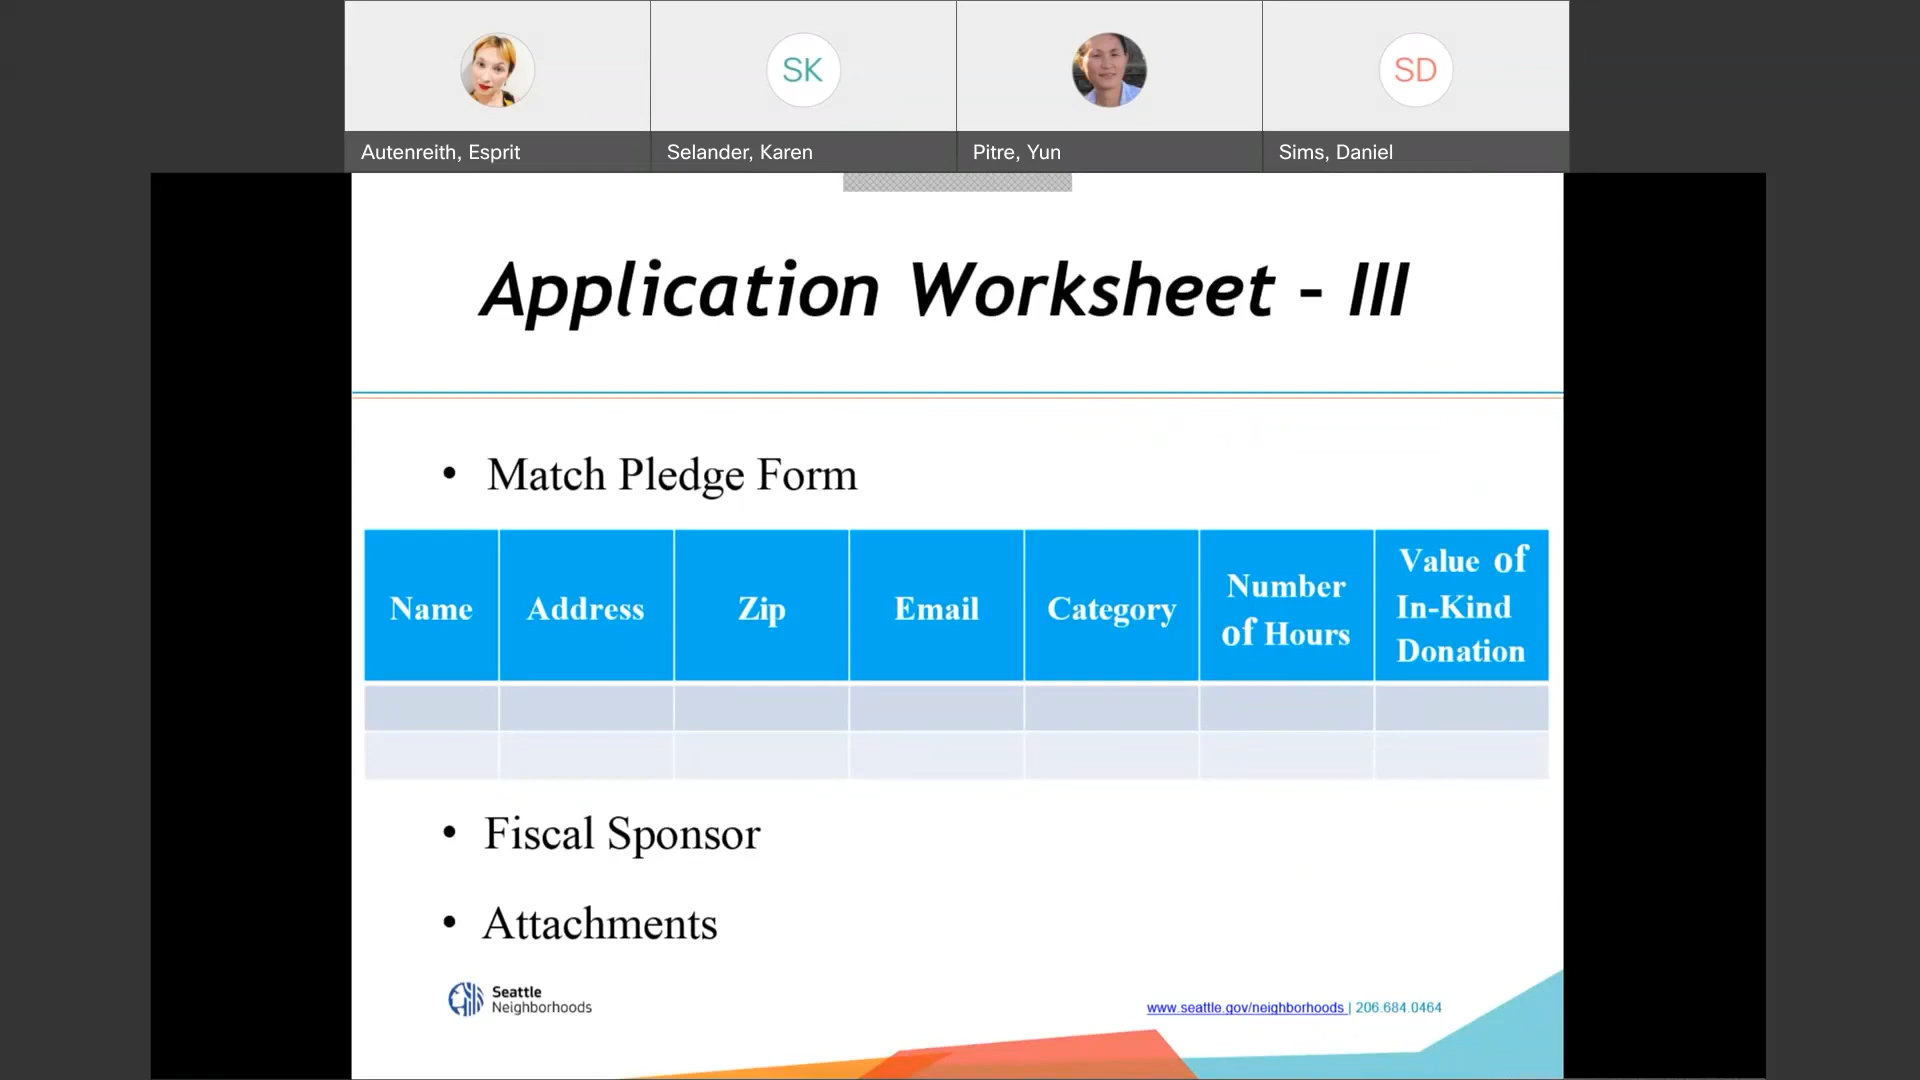 SK
SD
Autenreith, Esprit
Selander, Karen
Pitre, Yun
Sims, Daniel
Application Worksheet - III
• Match Pledge Form
Name
Address
Zip
Email
Category
Number
of Hours
Value of
In-Kind
Donation
• Fiscal Sponsor
• Attachments
Seattle
Neighborhoods
www.seattle.gov/neighborhoods | 206.684.0464